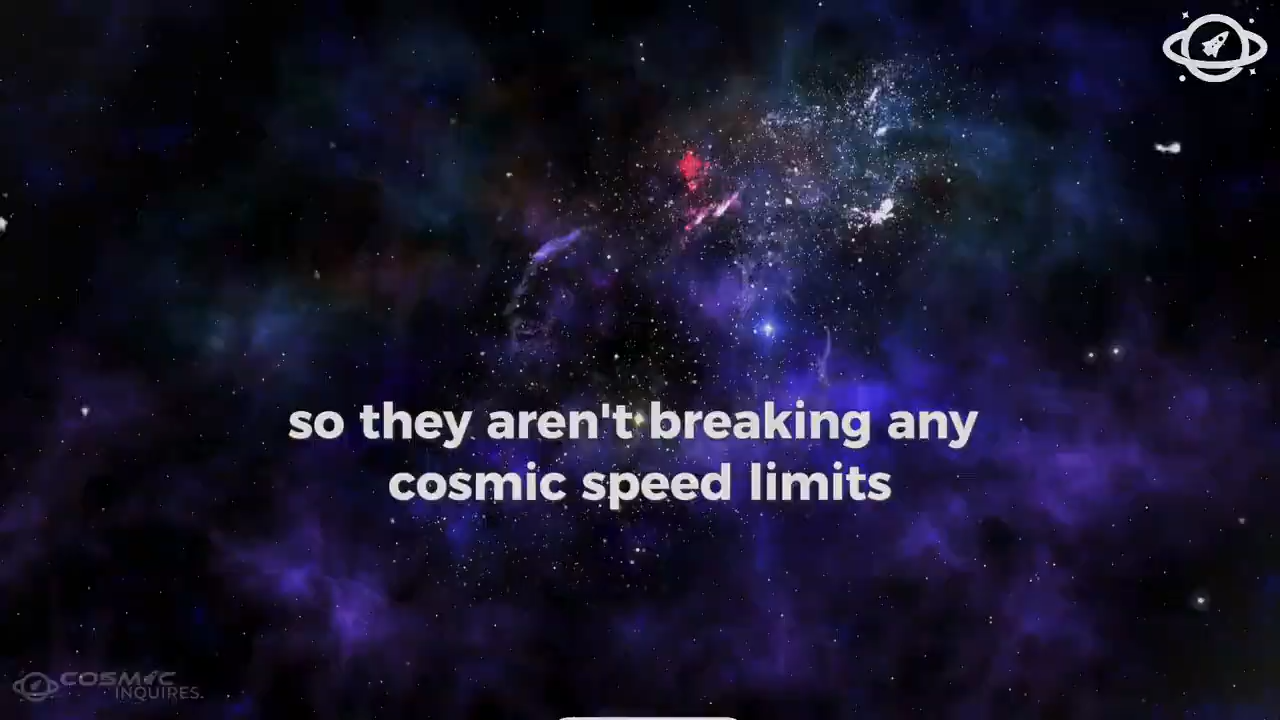 so they aren't breaking any
cosmic speed limits
COSMIC
INQUIRES.